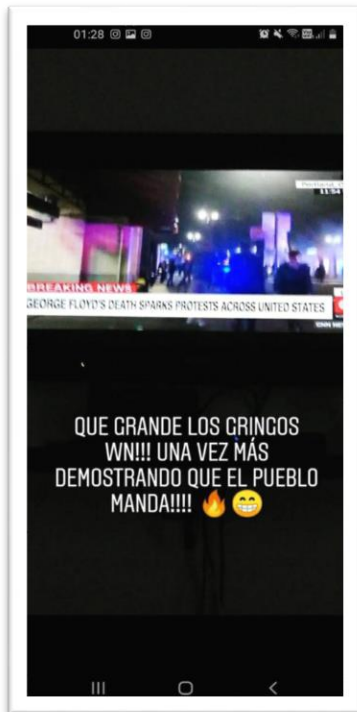 01:28
11:54
BREAKING NEWS
GEORGE FLOYD'S DEATH SPARKS PROTESTS ACROSS UNITED STATES
QUE GRANDE LOS GRINGOS
WN!!! UNA VEZ MÁS
DEMOSTRANDO QUE EL PUEBLO
MANDA!!!! 🔥😁